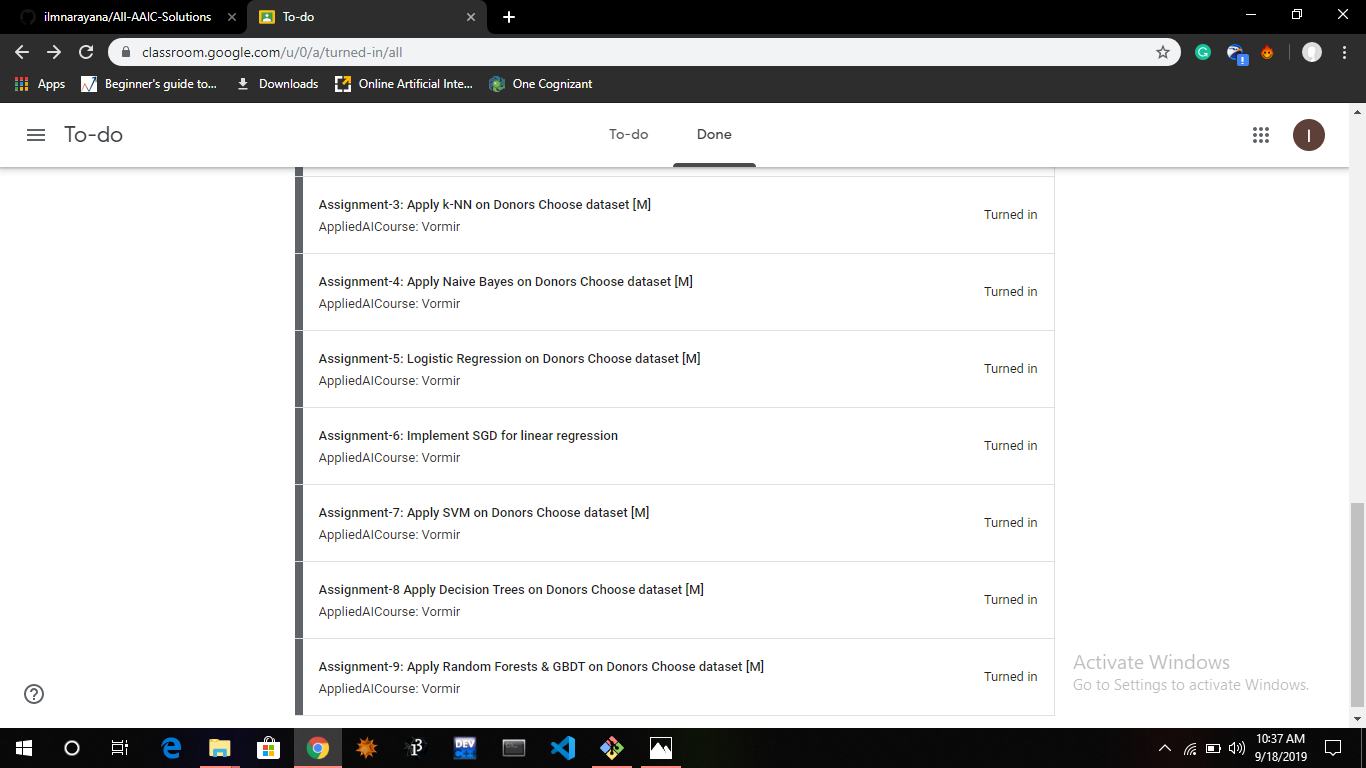 ilmnarayana/All-AAIC-Solutions
To-do
classroom.google.com/u/0/a/turned-in/all
Apps
Beginner's guide to...
Downloads
Online Artificial Inte...
One Cognizant
To-do
To-do
Done
I
Assignment-3: Apply k-NN on Donors Choose dataset [M]
AppliedAICourse: Vormir
Turned in
Assignment-4: Apply Naive Bayes on Donors Choose dataset [M]
AppliedAICourse: Vormir
Turned in
Assignment-5: Logistic Regression on Donors Choose dataset [M]
AppliedAICourse: Vormir
Turned in
Assignment-6: Implement SGD for linear regression
AppliedAICourse: Vormir
Turned in
Assignment-7: Apply SVM on Donors Choose dataset [M]
AppliedAICourse: Vormir
Turned in
Assignment-8 Apply Decision Trees on Donors Choose dataset [M]
AppliedAICourse: Vormir
Turned in
Assignment-9: Apply Random Forests & GBDT on Donors Choose dataset [M]
AppliedAICourse: Vormir
Turned in
Activate Windows
Go to Settings to activate Windows.
DEV
10:37 AM
9/18/2019